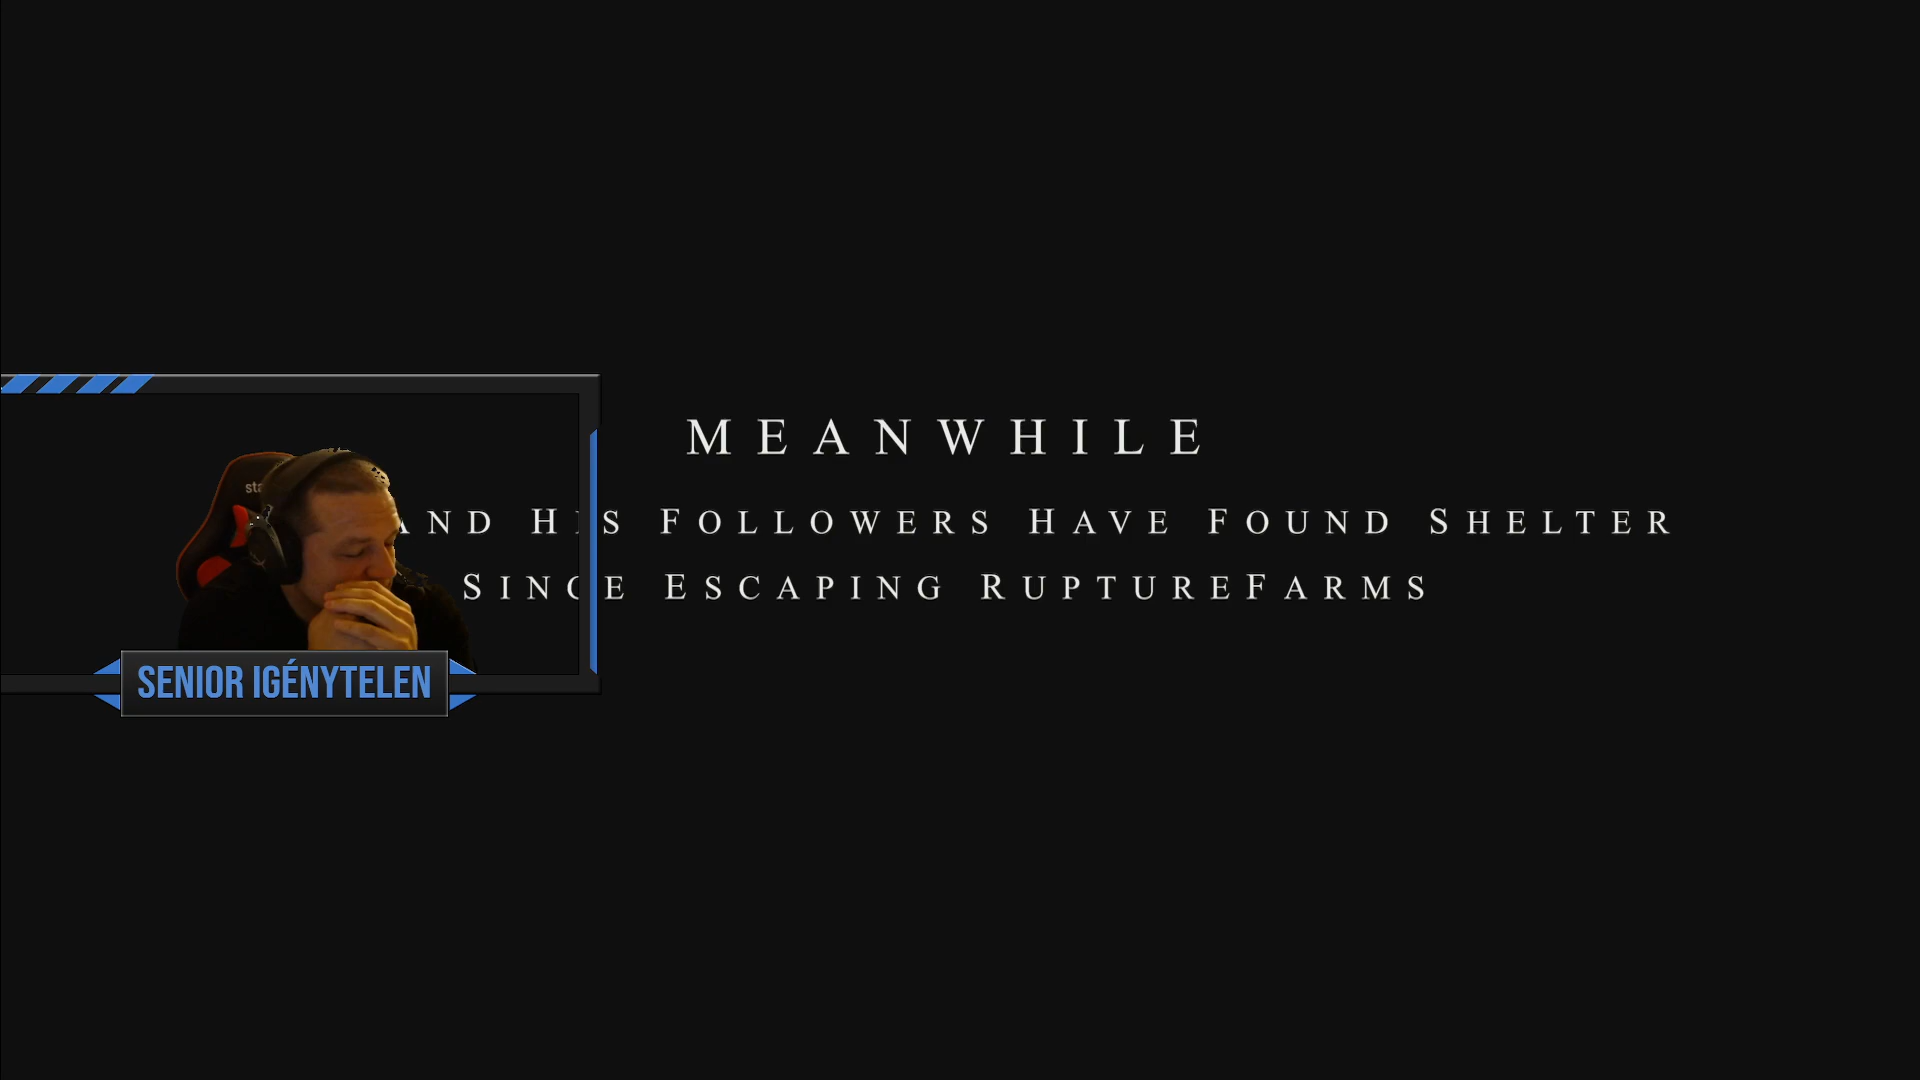 MEANWHILE
AND HIS FOLLOWERS HAVE FOUND SHELTER
SINCE ESCAPING RUPTUREFARMS
SENIOR IGÉNYTELEN